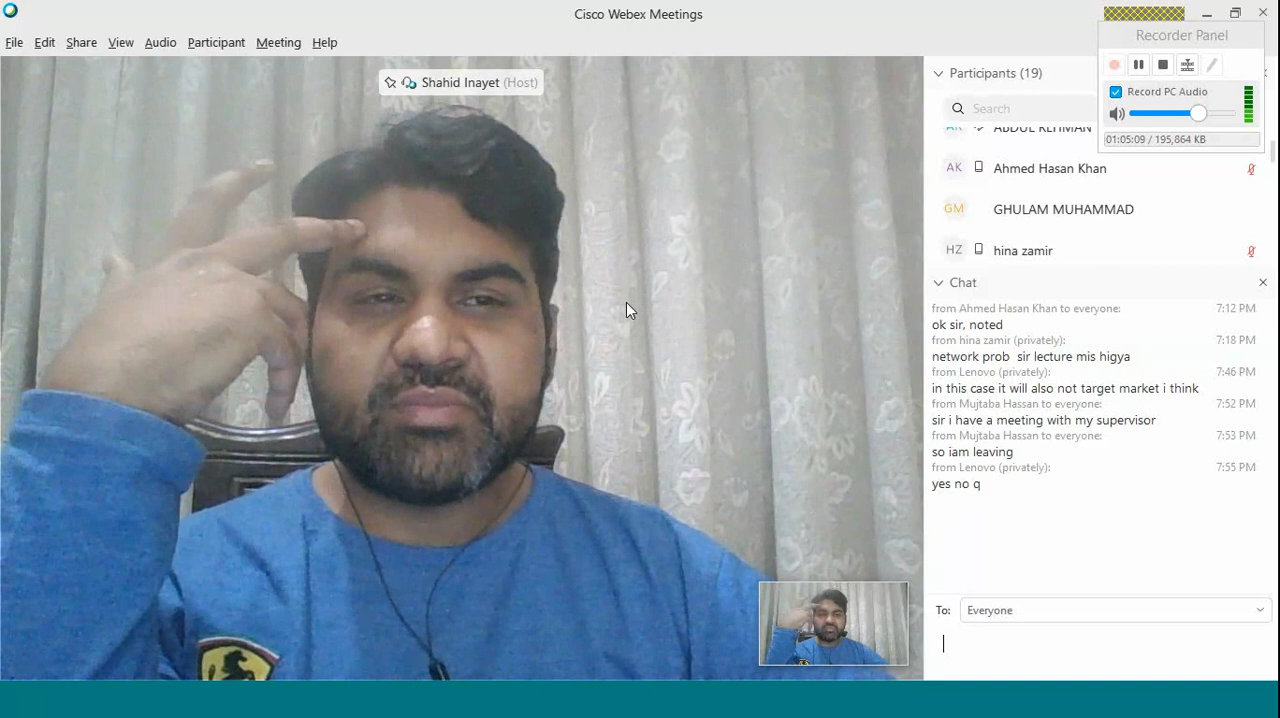 Cisco Webex Meetings
File Edit Share View Audio Participant Meeting Help
Recorder Panel
Record PC Audio
01:05:09 / 195,864 KB
Shahid Inayet (Host)
Participants (19)
Search
ABDUL REHMAN
AK Ahmed Hasan Khan
GM GHULAM MUHAMMAD
HZ hina zamir
Chat
from Ahmed Hasan Khan to everyone: 7:12 PM
ok sir, noted
from hina zamir (privately): 7:18 PM
network prob sir lecture mis higya
from Lenovo (privately): 7:46 PM
in this case it will also not target market i think
from Mujtaba Hassan to everyone: 7:52 PM
sir i have a meeting with my supervisor
from Mujtaba Hassan to everyone: 7:53 PM
so iam leaving
from Lenovo (privately): 7:55 PM
yes no q
To: Everyone